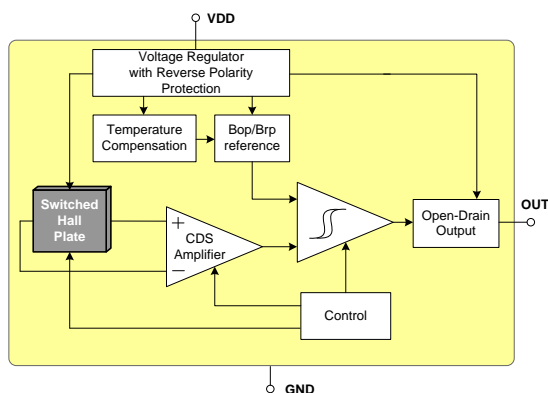 VDD
Voltage Regulator
with Reverse Polarity
Protection
Temperature
Compensation
Bop/Brp
reference
Switched
Hall
Plate
+
−
CDS
Amplifier
Open-Drain
Output
OUT
Control
GND